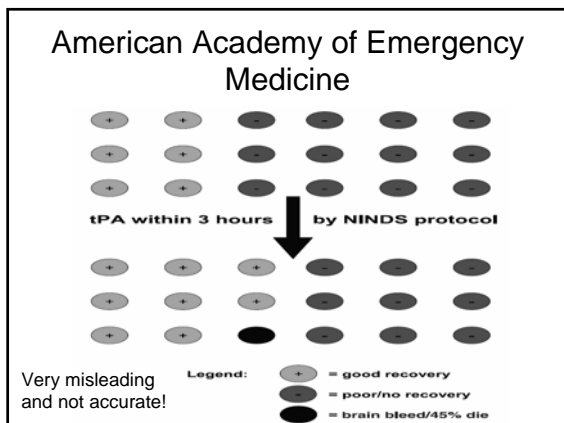 American Academy of Emergency
Medicine
+ + - - - -
+ + - - - -
+ + - - - -
tPA within 3 hours by NINDS protocol
+ + + - - -
+ + + - - -
+ + - - -
Very misleading
and not accurate!
Legend:
+ = good recovery
- = poor/no recovery
= brain bleed/45% die